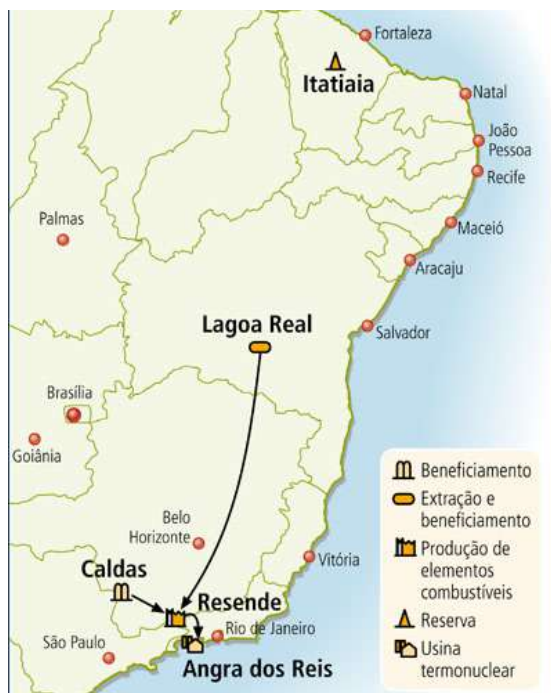 Fortaleza
Itatiaia
Natal
João
Pessoa
Recife
Palmas
Maceió
Aracaju
Lagoa Real
Salvador
Brasília
Goiânia
Belo
Horizonte
Vitória
Caldas
Resende
Rio de Janeiro
São Paulo
Angra dos Reis
Beneficiamento
Extração e
beneficiamento
Produção de
elementos
combustíveis
Reserva
Usina
termonuclear